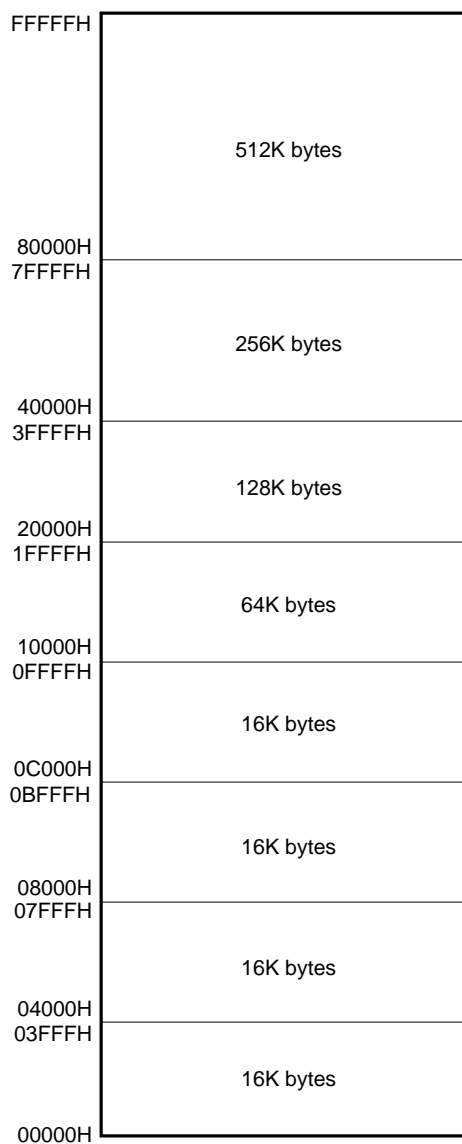 FFFFFH
512K bytes
80000H
7FFFFH
256K bytes
40000H
3FFFFH
128K bytes
20000H
1FFFFH
64K bytes
10000H
0FFFFH
16K bytes
0C000H
0BFFFH
16K bytes
08000H
07FFFH
16K bytes
04000H
03FFFH
16K bytes
00000H